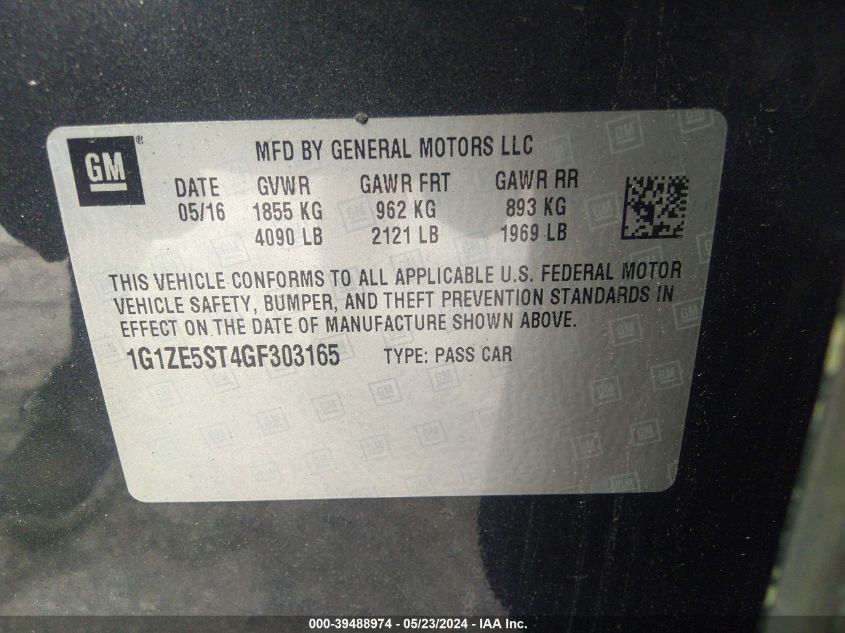 GM®
MFD BY GENERAL MOTORS LLC
DATE GVWR GAWR FRT GAWR RR
05/16 1855 KG 962 KG 893 KG
4090 LB 2121 LB 1969 LB
THIS VEHICLE CONFORMS TO ALL APPLICABLE U.S. FEDERAL MOTOR
VEHICLE SAFETY, BUMPER, AND THEFT PREVENTION STANDARDS IN
EFFECT ON THE DATE OF MANUFACTURE SHOWN ABOVE.
1G1ZE5ST4GF303165 TYPE: PASS CAR
000-39488974 - 05/23/2024 - IAA Inc.